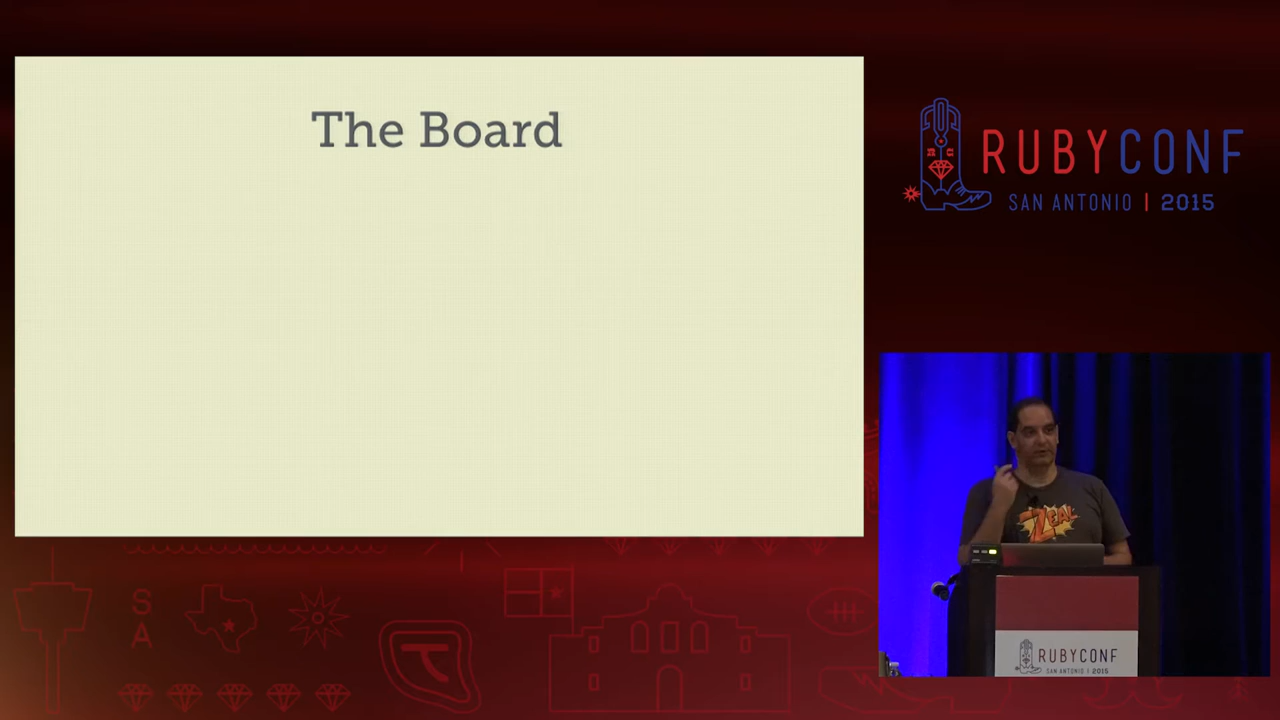 The Board
RUBYCONF
SAN ANTONIO | 2015
ZEAL
S
A
RUBYCONF
SAN ANTONIO | 2015